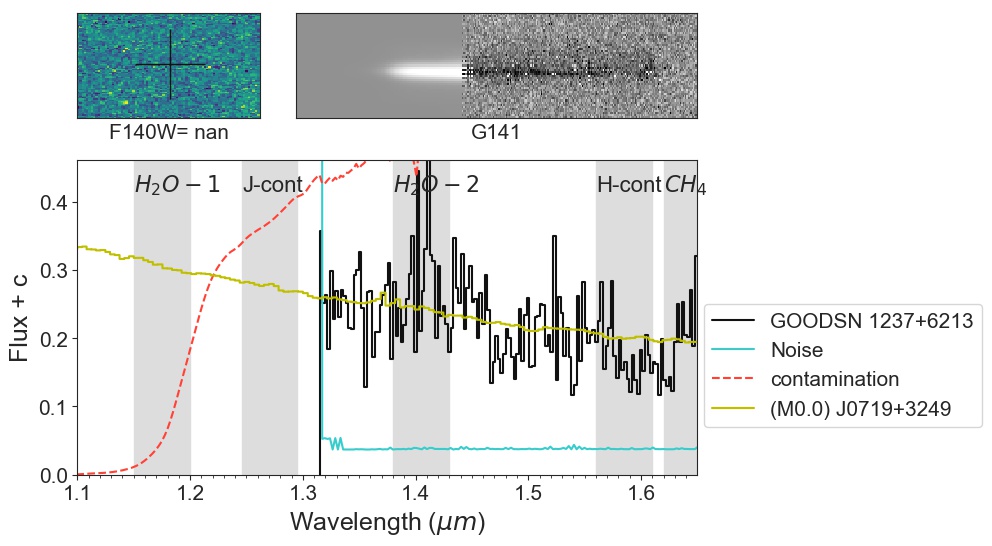 F140W= nan
G141
H₂O − 1
J-cont
H₂O − 2
H-cont
CH₄
0.4
0.3
0.2
0.1
0.0
Flux + c
1.1
1.2
1.3
1.4
1.5
1.6
Wavelength (μm)
GOODSN 1237+6213
Noise
contamination
(M0.0) J0719+3249